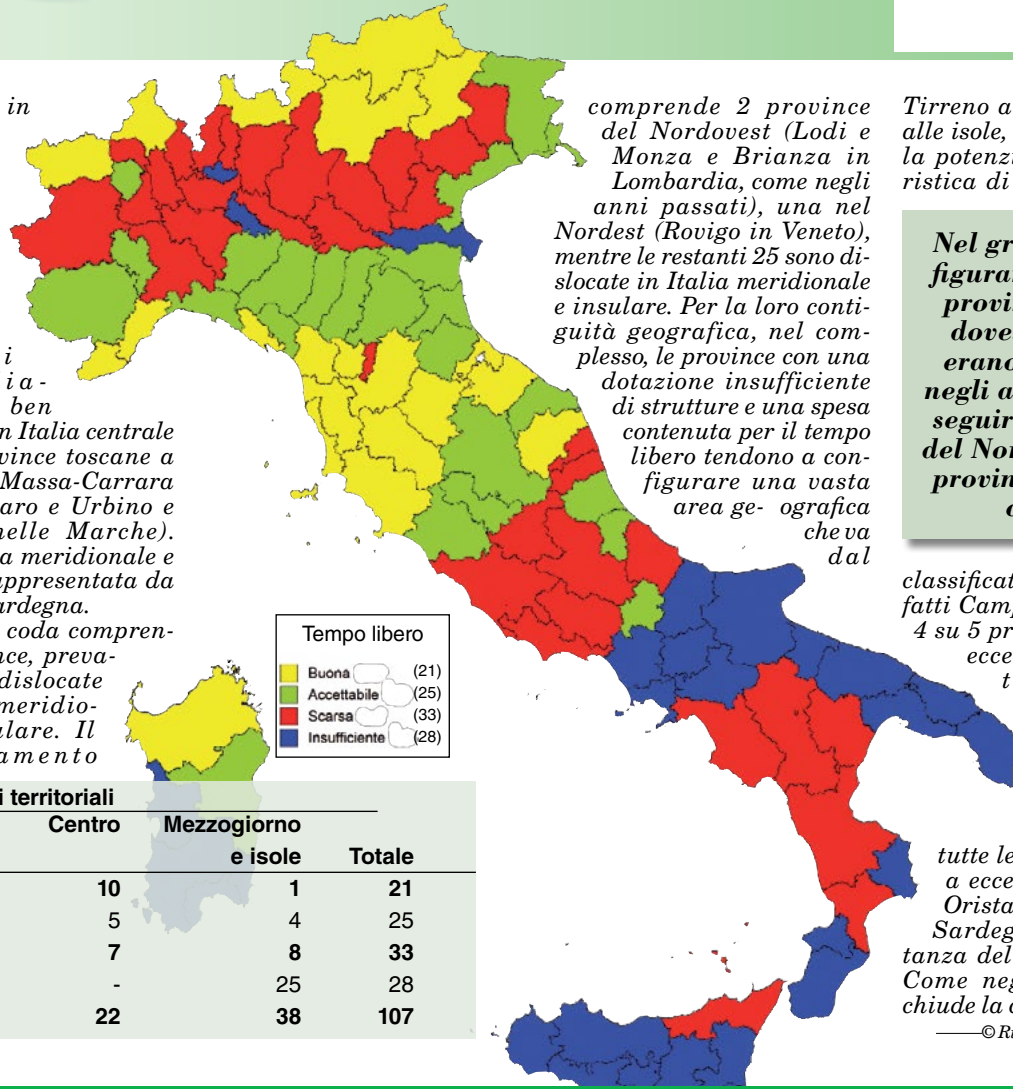 in
i
i a -
ben
n Italia centrale
vince toscane a
Massa-Carrara
aro e Urbino e
nelle Marche).
a meridionale e
appresentata da
ardegna.
coda compren-
nce, preva-
dislocate
meridio-
lare. Il
amento
comprende 2 province
del Nordovest (Lodi e
Monza e Brianza in
Lombardia, come negli
anni passati), una nel
Nordest (Rovigo in Veneto),
mentre le restanti 25 sono di-
slocate in Italia meridionale
e insulare. Per la loro conti-
guità geografica, nel com-
plesso, le province con una
dotazione insufficiente
di strutture e una spesa
contenuta per il tempo
libero tendono a con-
figurare una vasta
area ge- ografica
che va
dal
Tirreno a
alle isole,
la potenzi
ristica di
Nel gr
figurar
provi
dove
erano
negli a
seguir
del Nor
provin
c
classificat
fatti Camp
4 su 5 pr
ecce
t
tutte le
a ecce
Orista
Sardeg
tanza del
Come neg
chiude la c
©Ri
Tempo libero
Buona (21)
Accettabile (25)
Scarsa (33)
Insufficiente (28)
i territoriali
Centro Mezzogiorno
e isole Totale
10 1 21
5 4 25
7 8 33
- 25 28
22 38 107